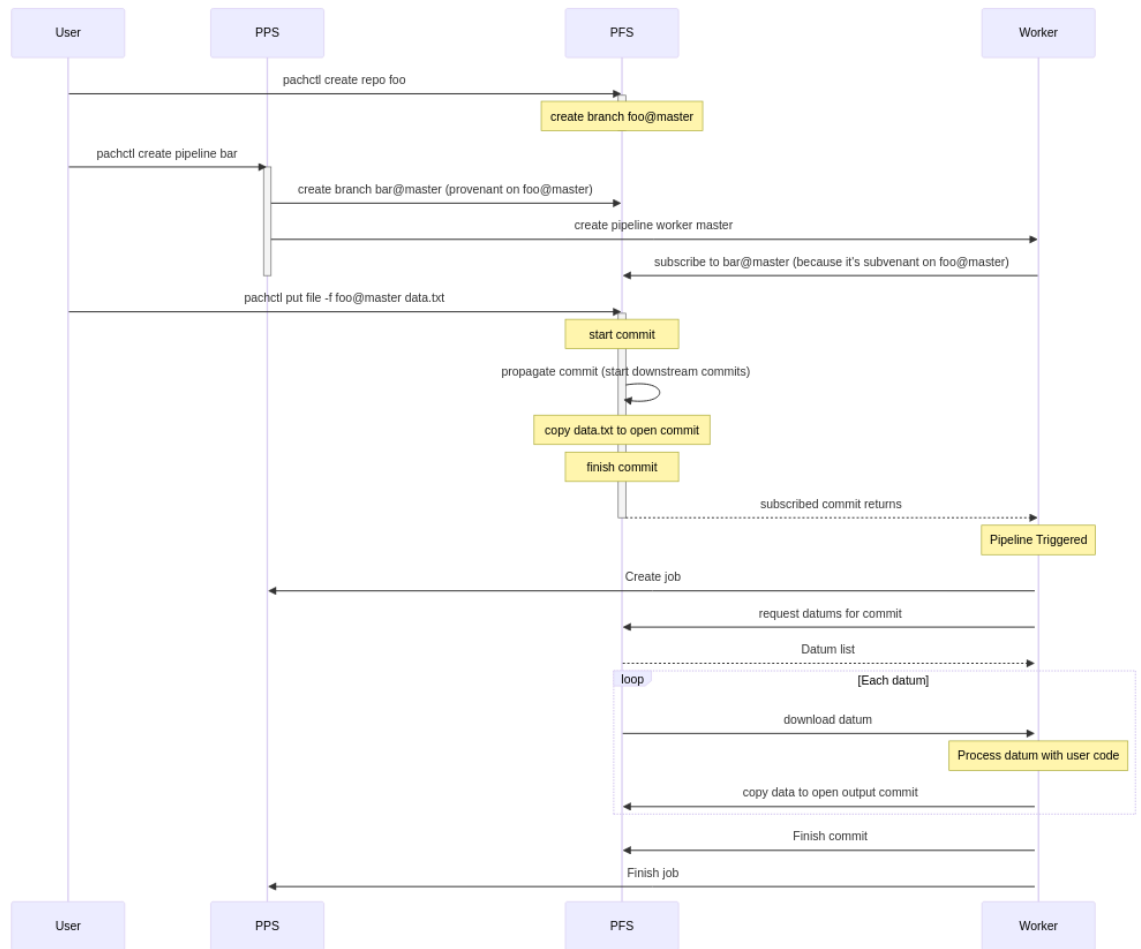 User
PPS
PFS
Worker
pachctl create repo foo
create branch foo@master
pachctl create pipeline bar
create branch bar@master (provenant on foo@master)
create pipeline worker master
subscribe to bar@master (because it's subvenant on foo@master)
pachctl put file -f foo@master data.txt
start commit
propagate commit (start downstream commits)
copy data.txt to open commit
finish commit
subscribed commit returns
Pipeline Triggered
Create job
request datums for commit
Datum list
loop
[Each datum]
download datum
Process datum with user code
copy data to open output commit
Finish commit
Finish job
User
PPS
PFS
Worker